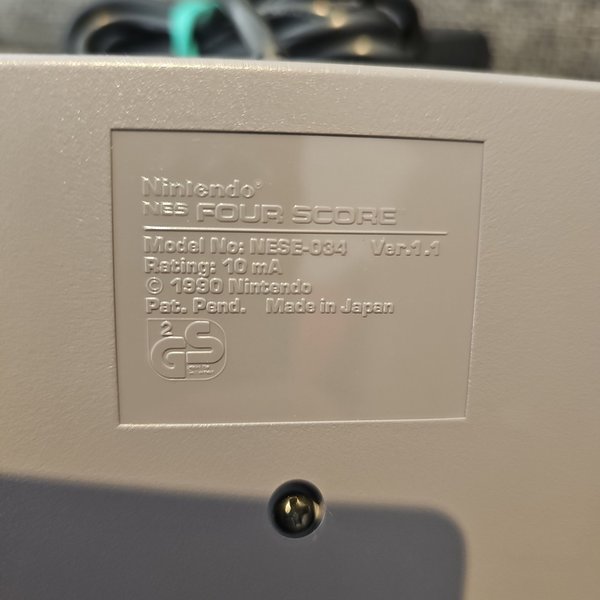 Nintendo®
NES FOUR SCORE
Model No: NESE-034 Ver:1.1
Rating: 10 mA
© 1990 Nintendo
Pat. Pend. Made in Japan
2
GS